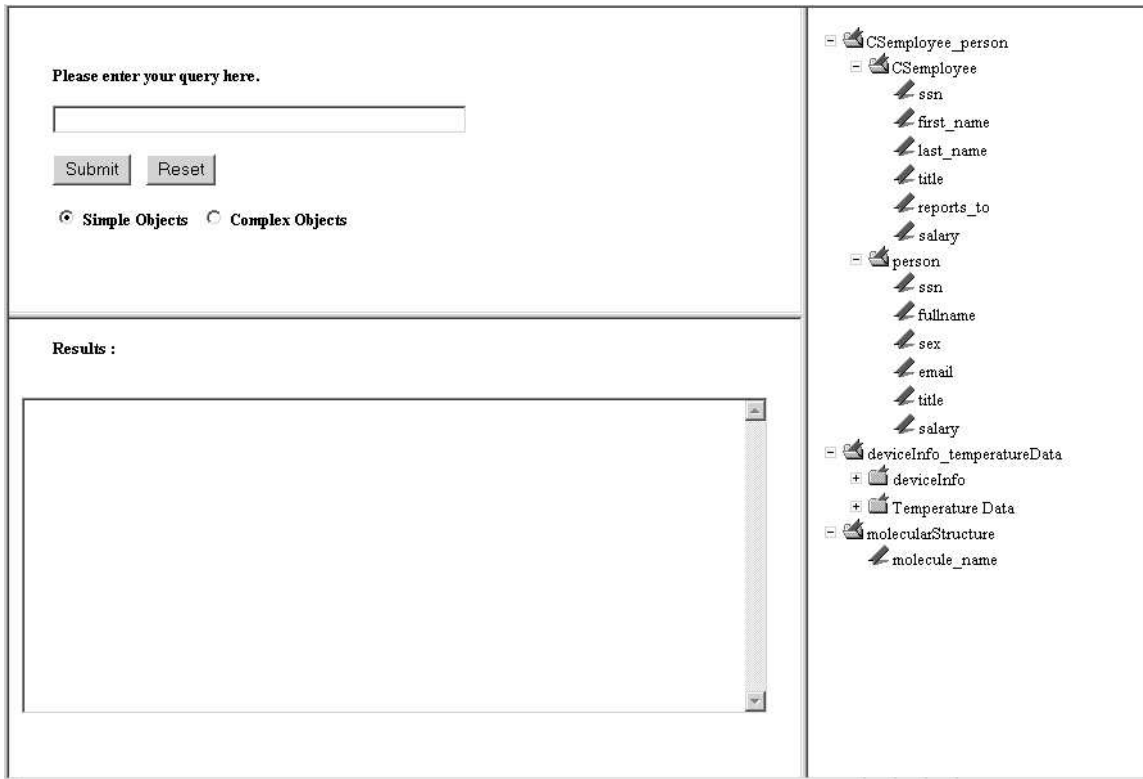 Please enter your query here.
Submit Reset
Simple Objects Complex Objects
Results :
CSemployee_person
CSemployee
ssn
first_name
last_name
title
reports_to
salary
person
ssn
fullname
sex
email
title
salary
deviceInfo_temperatureData
deviceInfo
Temperature Data
molecularStructure
molecule_name